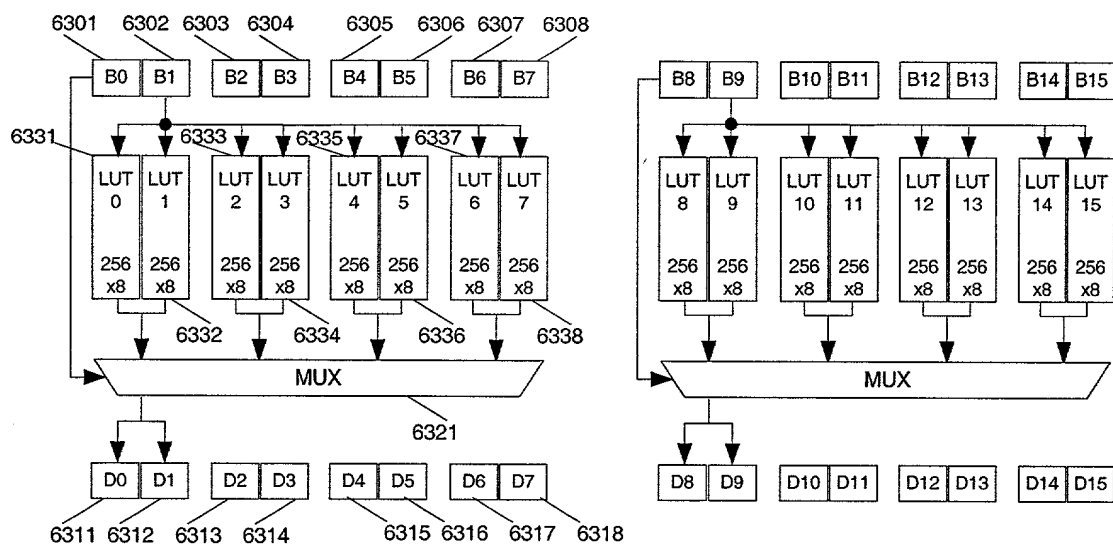 6301 6302 6303 6304 6305 6306 6307 6308
B0 B1 B2 B3 B4 B5 B6 B7 B8 B9 B10 B11 B12 B13 B14 B15
6331 6333 6335 6337
LUT LUT LUT LUT LUT LUT LUT LUT LUT LUT LUT LUT LUT LUT LUT LUT
0 1 2 3 4 5 6 7 8 9 10 11 12 13 14 15
256 256 256 256 256 256 256 256 256 256 256 256 256 256 256 256
x8 x8 x8 x8 x8 x8 x8 x8 x8 x8 x8 x8 x8 x8 x8 x8
6332 6334 6336 6338
MUX MUX
6321
D0 D1 D2 D3 D4 D5 D6 D7 D8 D9 D10 D11 D12 D13 D14 D15
6311 6312 6313 6314 6315 6316 6317 6318